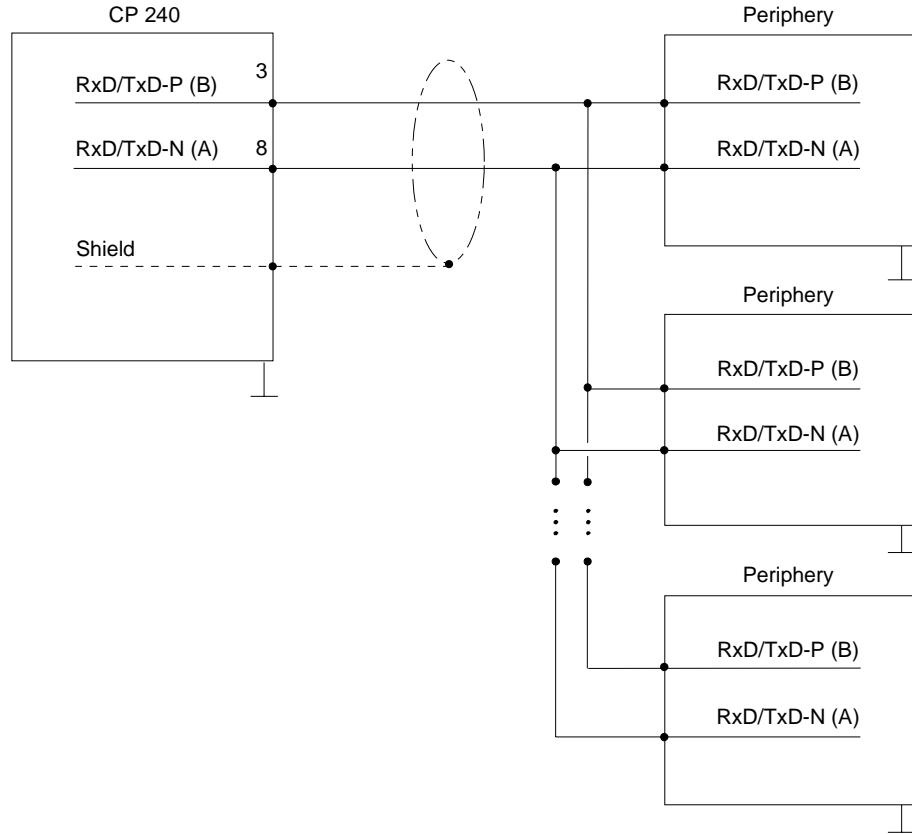 CP 240
RxD/TxD-P (B)
3
RxD/TxD-N (A)
8
Shield
Periphery
RxD/TxD-P (B)
RxD/TxD-N (A)
Periphery
RxD/TxD-P (B)
RxD/TxD-N (A)
Periphery
RxD/TxD-P (B)
RxD/TxD-N (A)